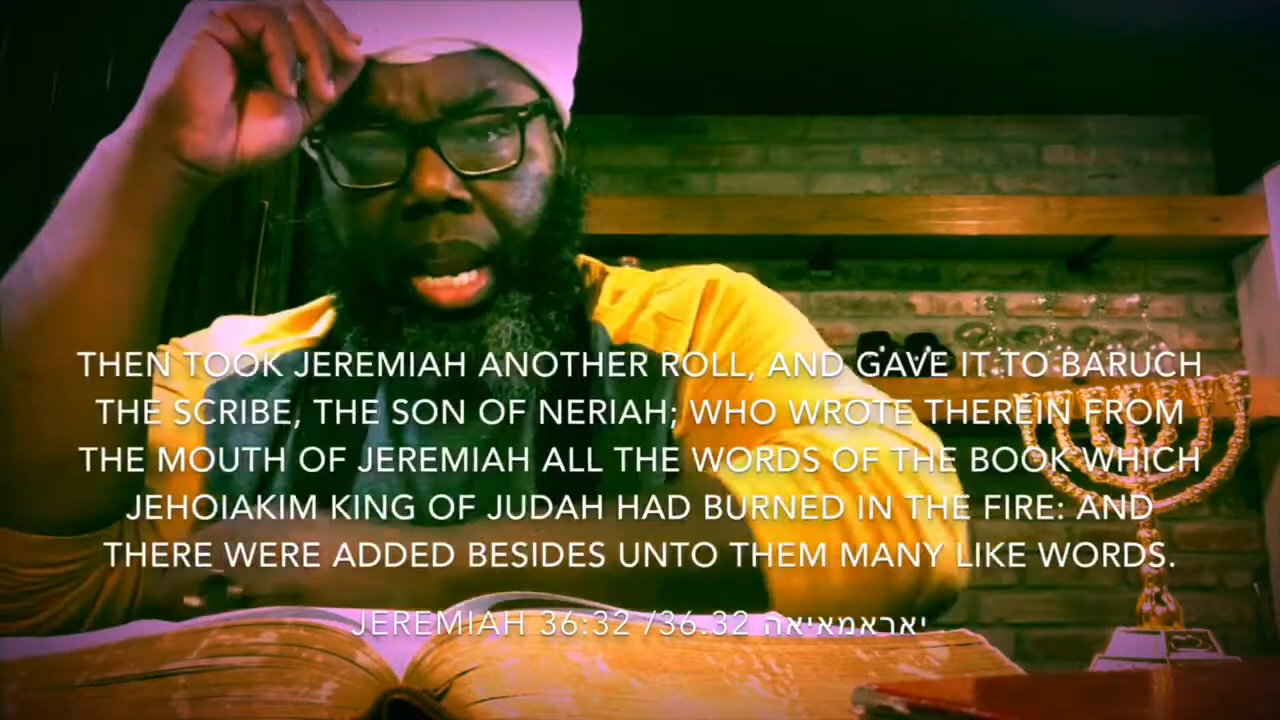 THEN TOOK JEREMIAH ANOTHER ROLL, AND GAVE IT TO BARUCH
THE SCRIBE, THE SON OF NERIAH; WHO WROTE THEREIN FROM
THE MOUTH OF JEREMIAH ALL THE WORDS OF THE BOOK WHICH
JEHOIAKIM KING OF JUDAH HAD BURNED IN THE FIRE: AND
THERE WERE ADDED BESIDES UNTO THEM MANY LIKE WORDS.
JEREMIAH 36:32 /36.32 יאראמאיאה